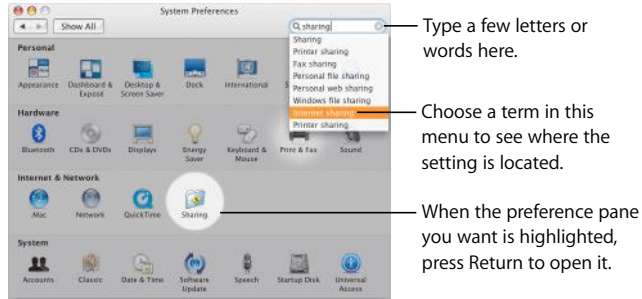 System Preferences
Show All
sharing
Sharing
Printer sharing
Fax sharing
Personal file sharing
Personal web sharing
Windows file sharing
Internet sharing
Printer sharing
Personal
Appearance
Dashboard & Exposé
Desktop & Screen Saver
Dock
International
Hardware
Bluetooth
CDs & DVDs
Displays
Energy Saver
Keyboard & Mouse
Print & Fax
Sound
Internet & Network
.Mac
Network
QuickTime
Sharing
System
Accounts
Classic
Date & Time
Software Update
Speech
Startup Disk
Universal Access
Type a few letters or
words here.
Choose a term in this
menu to see where the
setting is located.
When the preference pane
you want is highlighted,
press Return to open it.